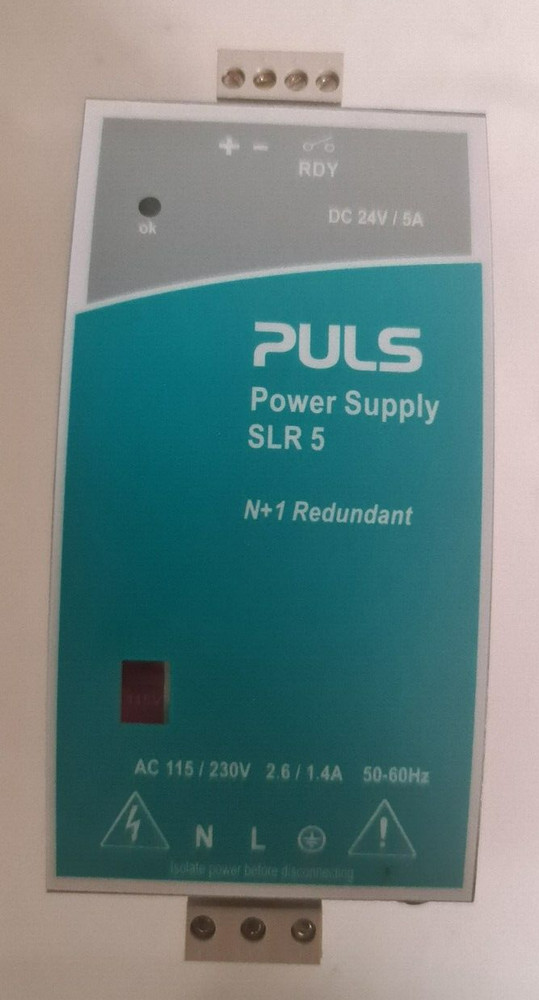 + -
RDY
ok
DC 24V / 5A
PULS
Power Supply
SLR 5
N+1 Redundant
AC 115 / 230V 2.6 / 1.4A 50-60Hz
N L
Isolate power before disconnecting